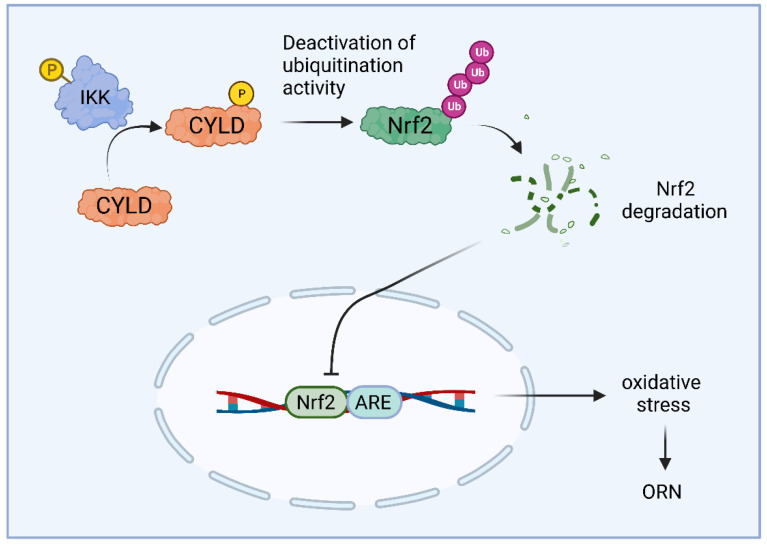 P
IKK
CYLD
P
CYLD
Deactivation of
ubiquitination
activity
Nrf2
Ub
Ub
Ub
Ub
Nrf2
degradation
Nrf2
ARE
oxidative
stress
ORN